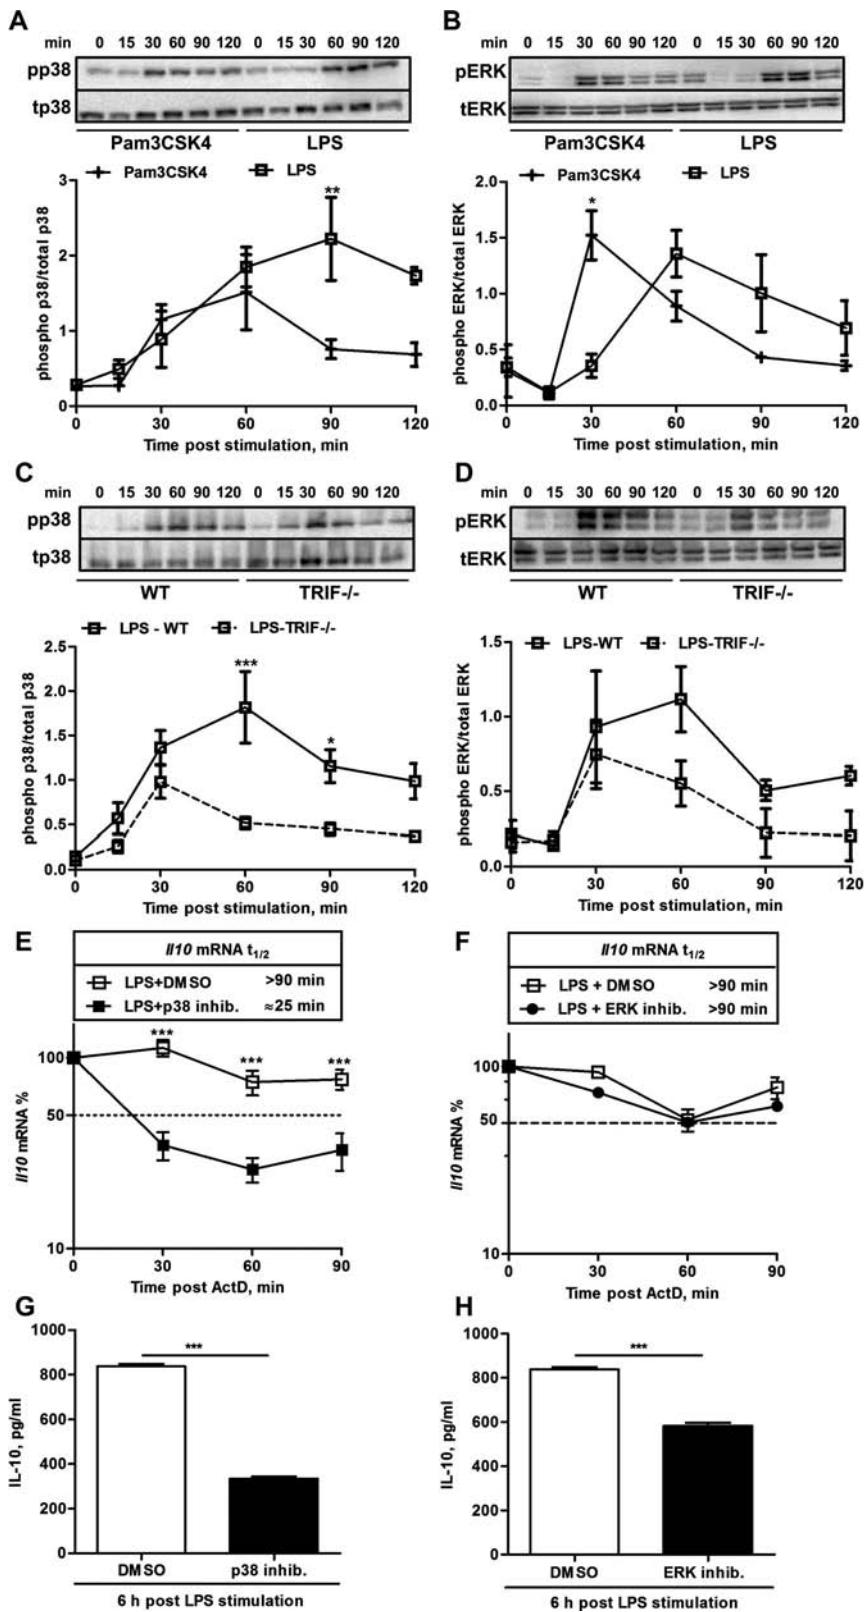 A
min 0 15 30 60 90 120 0 15 30 60 90 120
pp38
tp38
Pam3CSK4 LPS
Pam3CSK4 LPS
**
3
2
1
0
phospho p38/total p38
0 30 60 90 120
Time post stimulation, min
B
min 0 15 30 60 90 120 0 15 30 60 90 120
pERK
tERK
Pam3CSK4 LPS
Pam3CSK4 LPS
*
2.0
1.5
1.0
0.5
0.0
phospho ERK/total ERK
0 30 60 90 120
Time post stimulation, min
C
min 0 15 30 60 90 120 0 15 30 60 90 120
pp38
tp38
WT TRIF-/-
LPS - WT LPS-TRIF-/-
***
*
2.5
2.0
1.5
1.0
0.5
0.0
phospho p38/total p38
0 30 60 90 120
Time post stimulation, min
D
min 0 15 30 60 90 120 0 15 30 60 90 120
pERK
tERK
WT TRIF-/-
LPS-WT LPS-TRIF-/-
1.5
1.0
0.5
0.0
phospho ERK/total ERK
0 30 60 90 120
Time post stimulation, min
E
Il10 mRNA t1/2
LPS+DMSO >90 min
LPS+p38 inhib. ≈25 min
*** *** ***
100
50
10
Il10 mRNA %
0 30 60 90
Time post ActD, min
F
Il10 mRNA t1/2
LPS + DMSO >90 min
LPS + ERK inhib. >90 min
100
50
10
Il10 mRNA %
0 30 60 90
Time post ActD, min
G
***
1000
800
600
400
200
0
IL-10, pg/ml
DMSO p38 inhib.
6 h post LPS stimulation
H
***
1000
800
600
400
200
0
IL-10, pg/ml
DMSO ERK inhib.
6 h post LPS stimulation